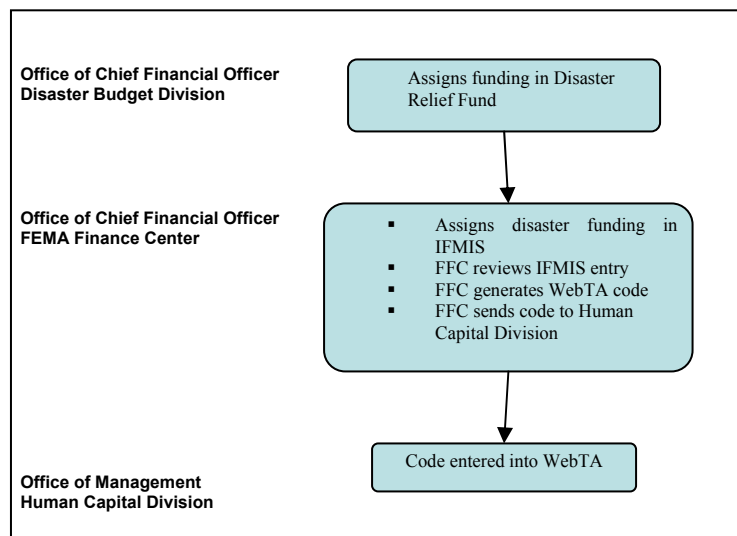 Office of Chief Financial Officer
Disaster Budget Division
Assigns funding in Disaster
Relief Fund
Office of Chief Financial Officer
FEMA Finance Center
▪ Assigns disaster funding in
IFMIS
▪ FFC reviews IFMIS entry
▪ FFC generates WebTA code
▪ FFC sends code to Human
Capital Division
Code entered into WebTA
Office of Management
Human Capital Division